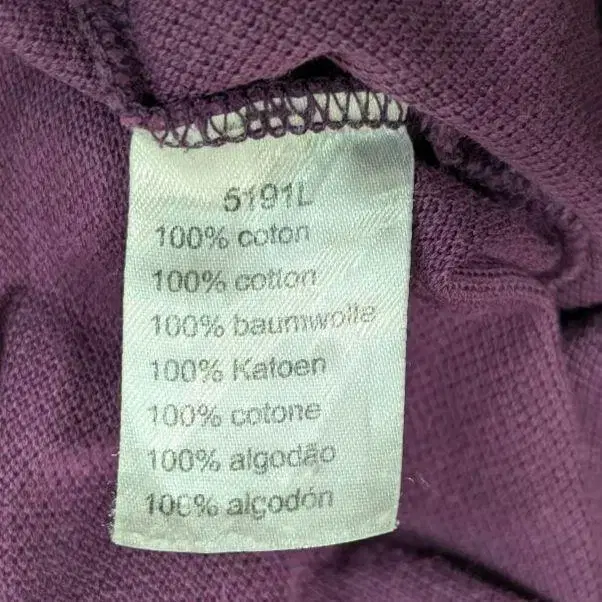 5191L
100% coton
100% cotton
100% baumwolle
100% Katoen
100% cotone
100% algodão
100% algodón